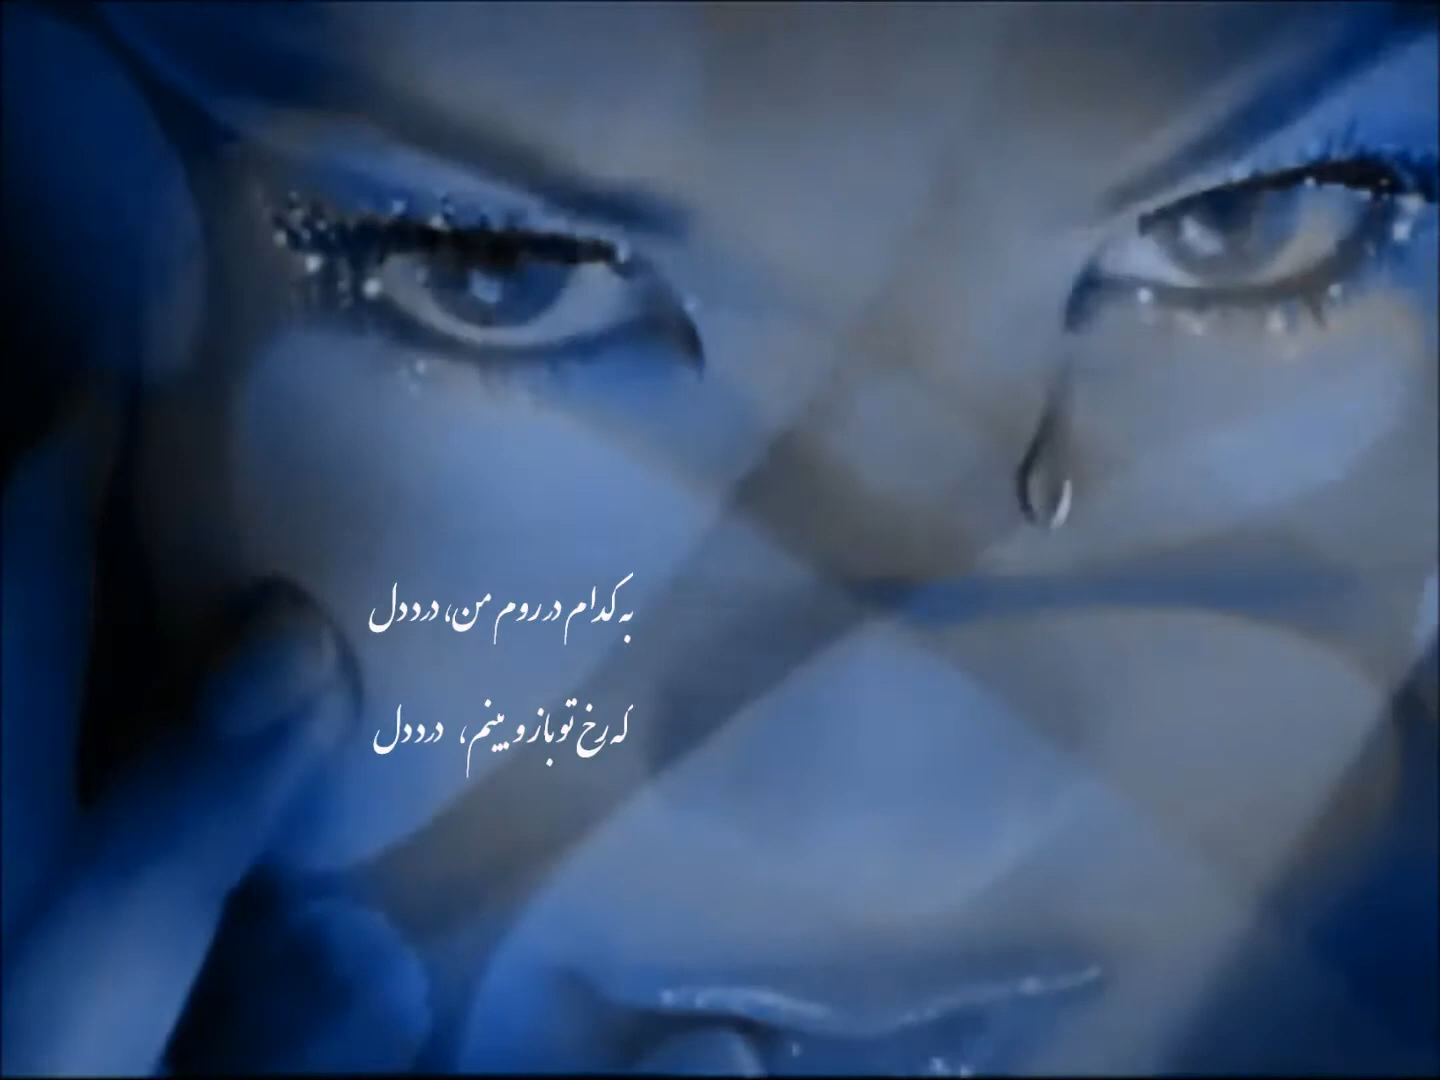 به کدام در روم من، درد دل
که رخ تو باز و بینم، درد دل